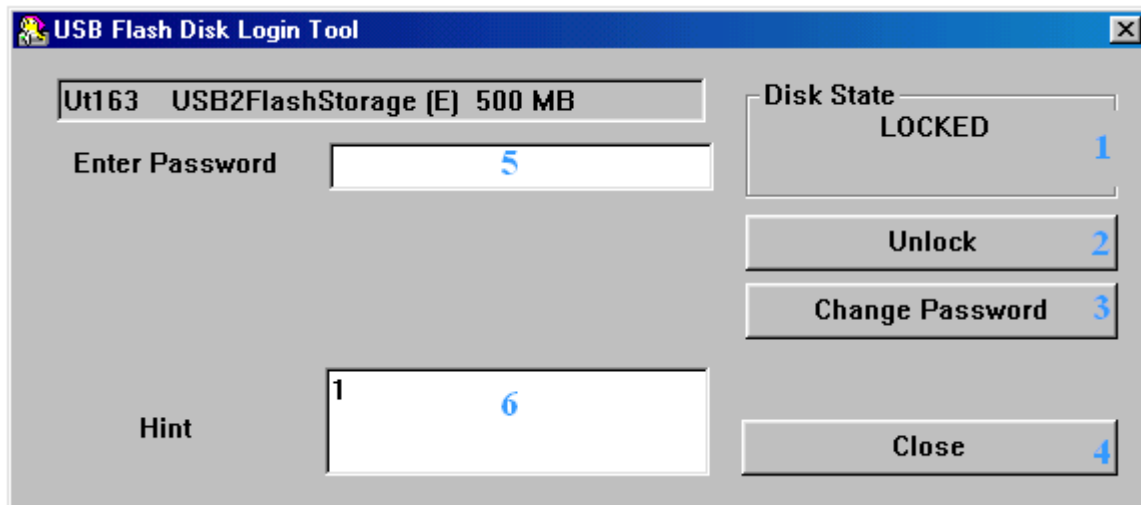 USB Flash Disk Login Tool
Ut163 USB2FlashStorage (E) 500 MB
Disk State
LOCKED
1
Enter Password
5
Unlock
2
Change Password
3
Hint
1
6
Close
4